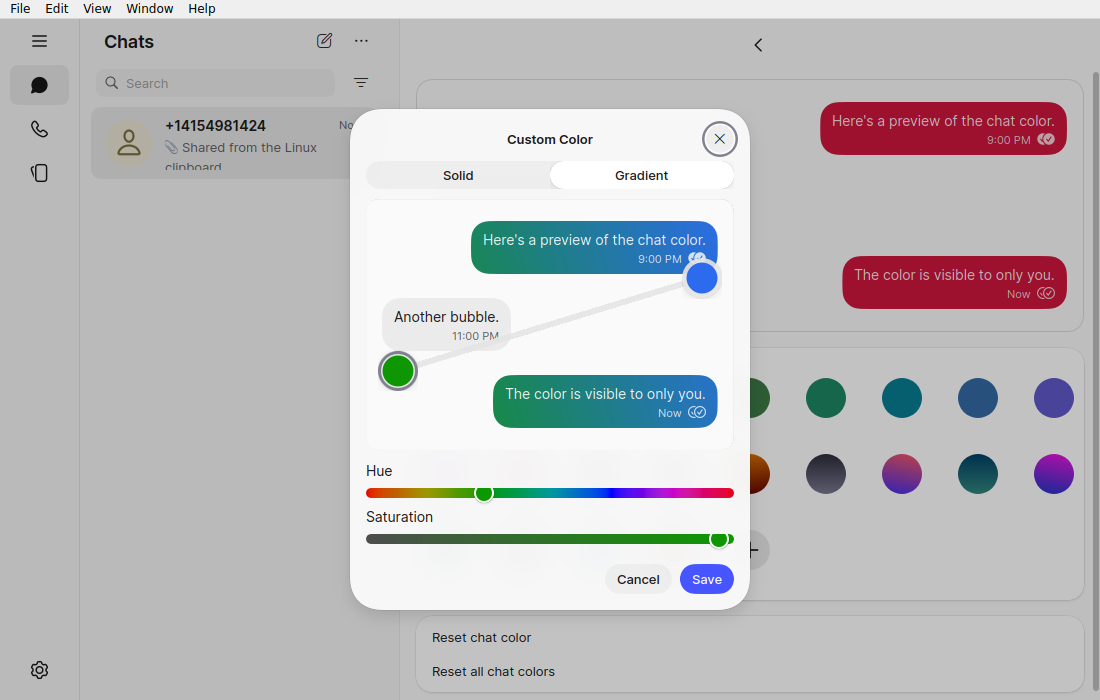 File Edit View Window Help
Chats
Search
+14154981424
No
Shared from the Linux
clipboard
Here's a preview of the chat color.
9:00 PM
The color is visible to only you.
Now
Custom Color
Solid
Gradient
Here's a preview of the chat color.
9:00 PM
Another bubble.
11:00 PM
The color is visible to only you.
Now
Hue
Saturation
Cancel
Save
Reset chat color
Reset all chat colors